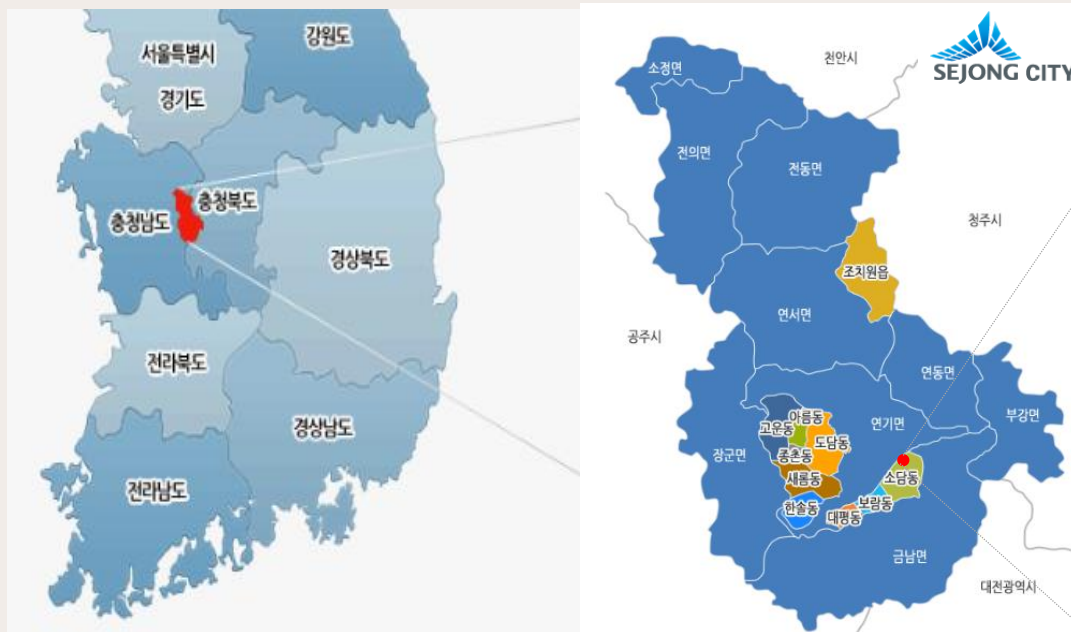 강원도
서울특별시
경기도
충청북도
충청남도
경상북도
전라북도
경상남도
전라남도
SEJONG CITY
천안시
소정면
전의면
전동면
청주시
조치원읍
연서면
공주시
연동면
부강면
아름동
연기면
고운동
도담동
종촌동
장군면
새롬동
소담동
한솔동
보람동
대평동
금남면
대전광역시